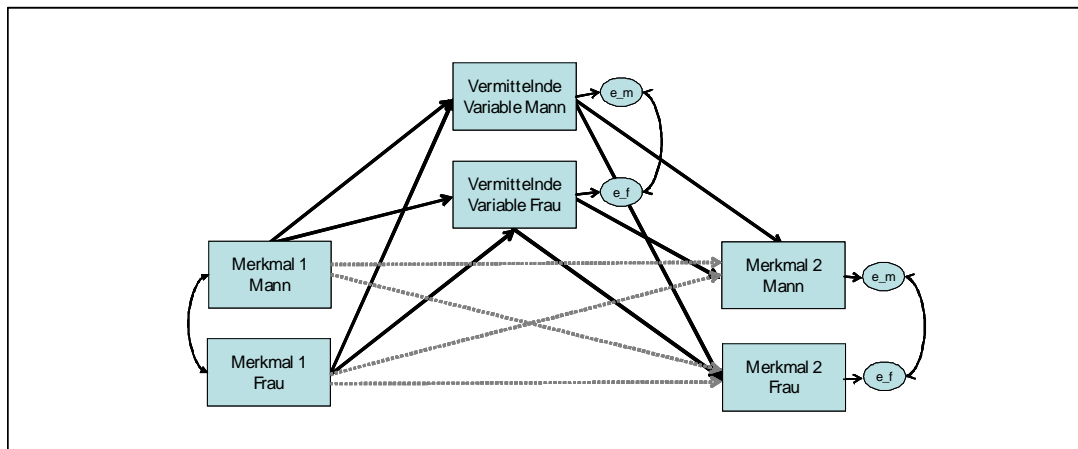 Vermittelnde
Variable Mann
e_m
Vermittelnde
Variable Frau
e_f
Merkmal 1
Mann
Merkmal 2
Mann
e_m
Merkmal 1
Frau
Merkmal 2
Frau
e_f